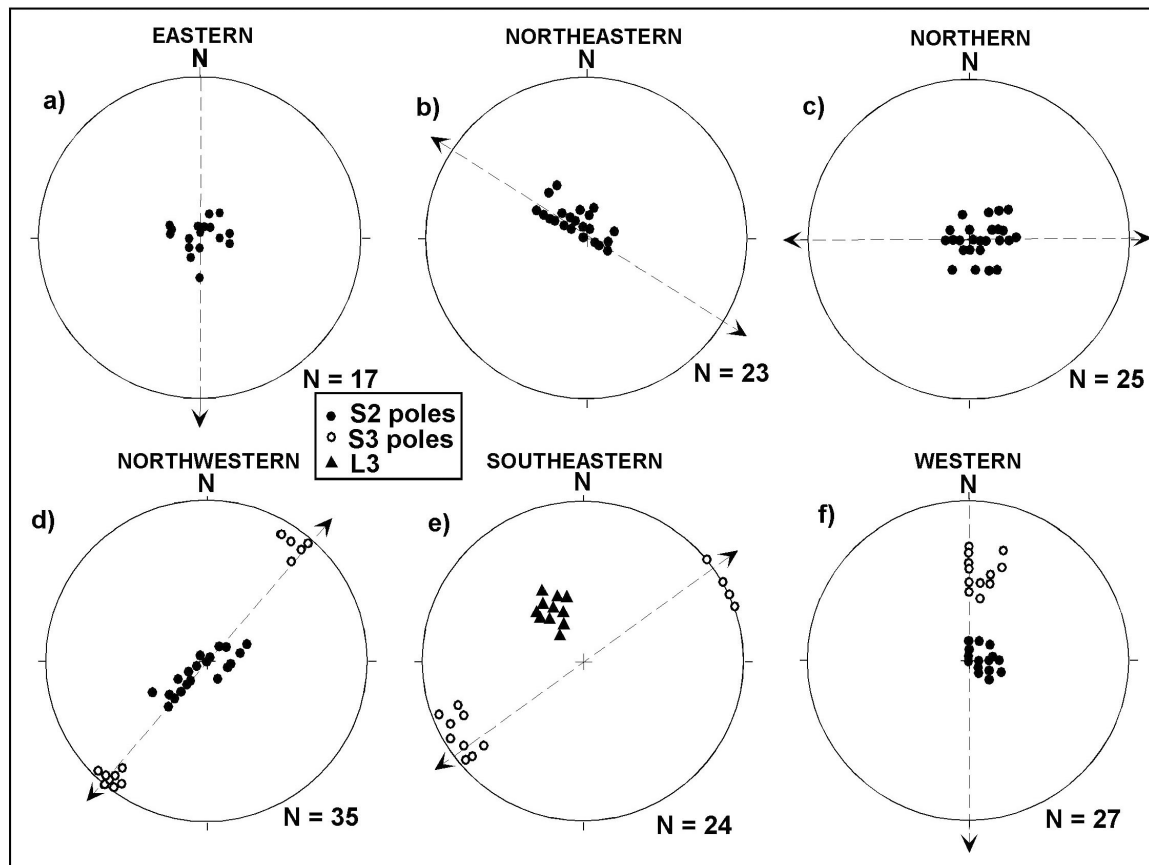 EASTERN
N
a)
N = 17
NORTHEASTERN
N
b)
N = 23
NORTHERN
N
c)
N = 25
S2 poles
S3 poles
L3
NORTHWESTERN
N
d)
N = 35
SOUTHEASTERN
N
e)
N = 24
WESTERN
N
f)
N = 27